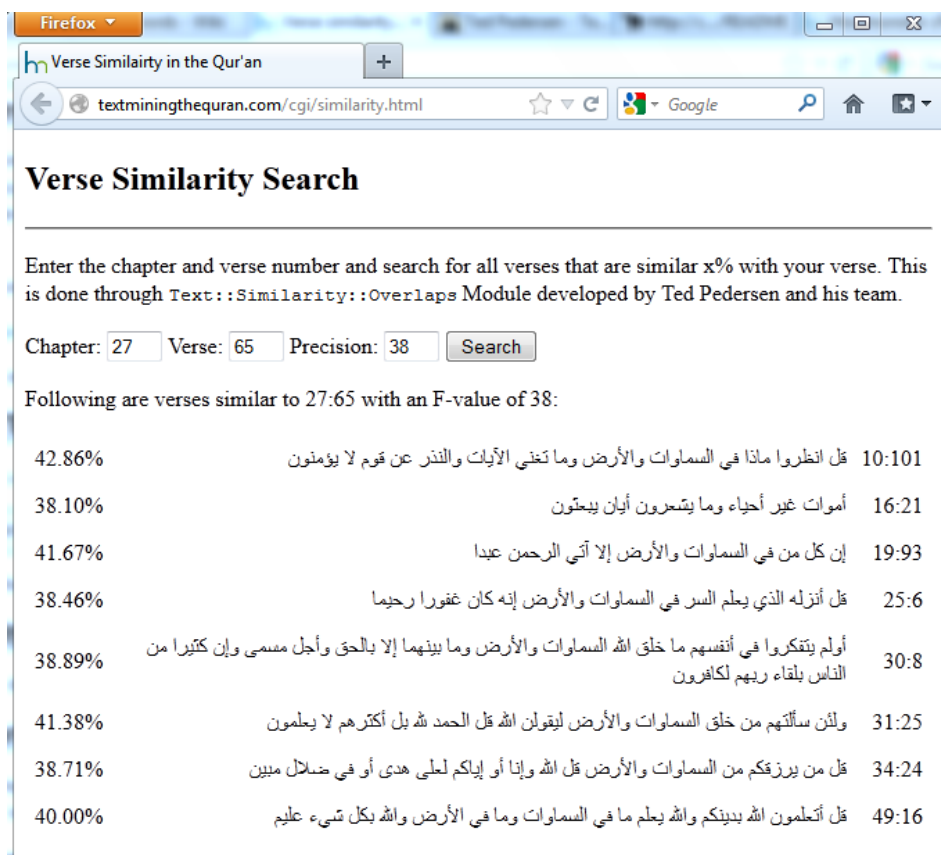 Firefox
Verse Similairty in the Qur'an
textminingthequran.com/cgi/similarity.html
Google
Verse Similarity Search
Enter the chapter and verse number and search for all verses that are similar x% with your verse. This
is done through Text::Similarity::Overlaps Module developed by Ted Pedersen and his team.
Chapter: 27 Verse: 65 Precision: 38 Search
Following are verses similar to 27:65 with an F-value of 38:
42.86% قل انظروا ماذا في السماوات والأرض وما تغني الآيات والنذر عن قوم لا يؤمنون 10:101
38.10% أموات غير أحياء وما يشعرون أيان يبعثون 16:21
41.67% إن كل من في السماوات والأرض إلا آتي الرحمن عبدا 19:93
38.46% قل أنزله الذي يعلم السر في السماوات والأرض إنه كان غفورا رحيما 25:6
38.89% أولم يتفكروا في أنفسهم ما خلق الله السماوات والأرض وما بينهما إلا بالحق وأجل مسمى وإن كثيرا من 30:8
الناس بلقاء ربهم لكافرون
41.38% ولئن سألتهم من خلق السماوات والأرض ليقولن الله قل الحمد لله بل أكثرهم لا يعلمون 31:25
38.71% قل من يرزقكم من السماوات والأرض قل الله وإنا أو إياكم لعلى هدى أو في ضلال مبين 34:24
40.00% قل أتعلمون الله بدينكم والله يعلم ما في السماوات وما في الأرض والله بكل شيء عليم 49:16